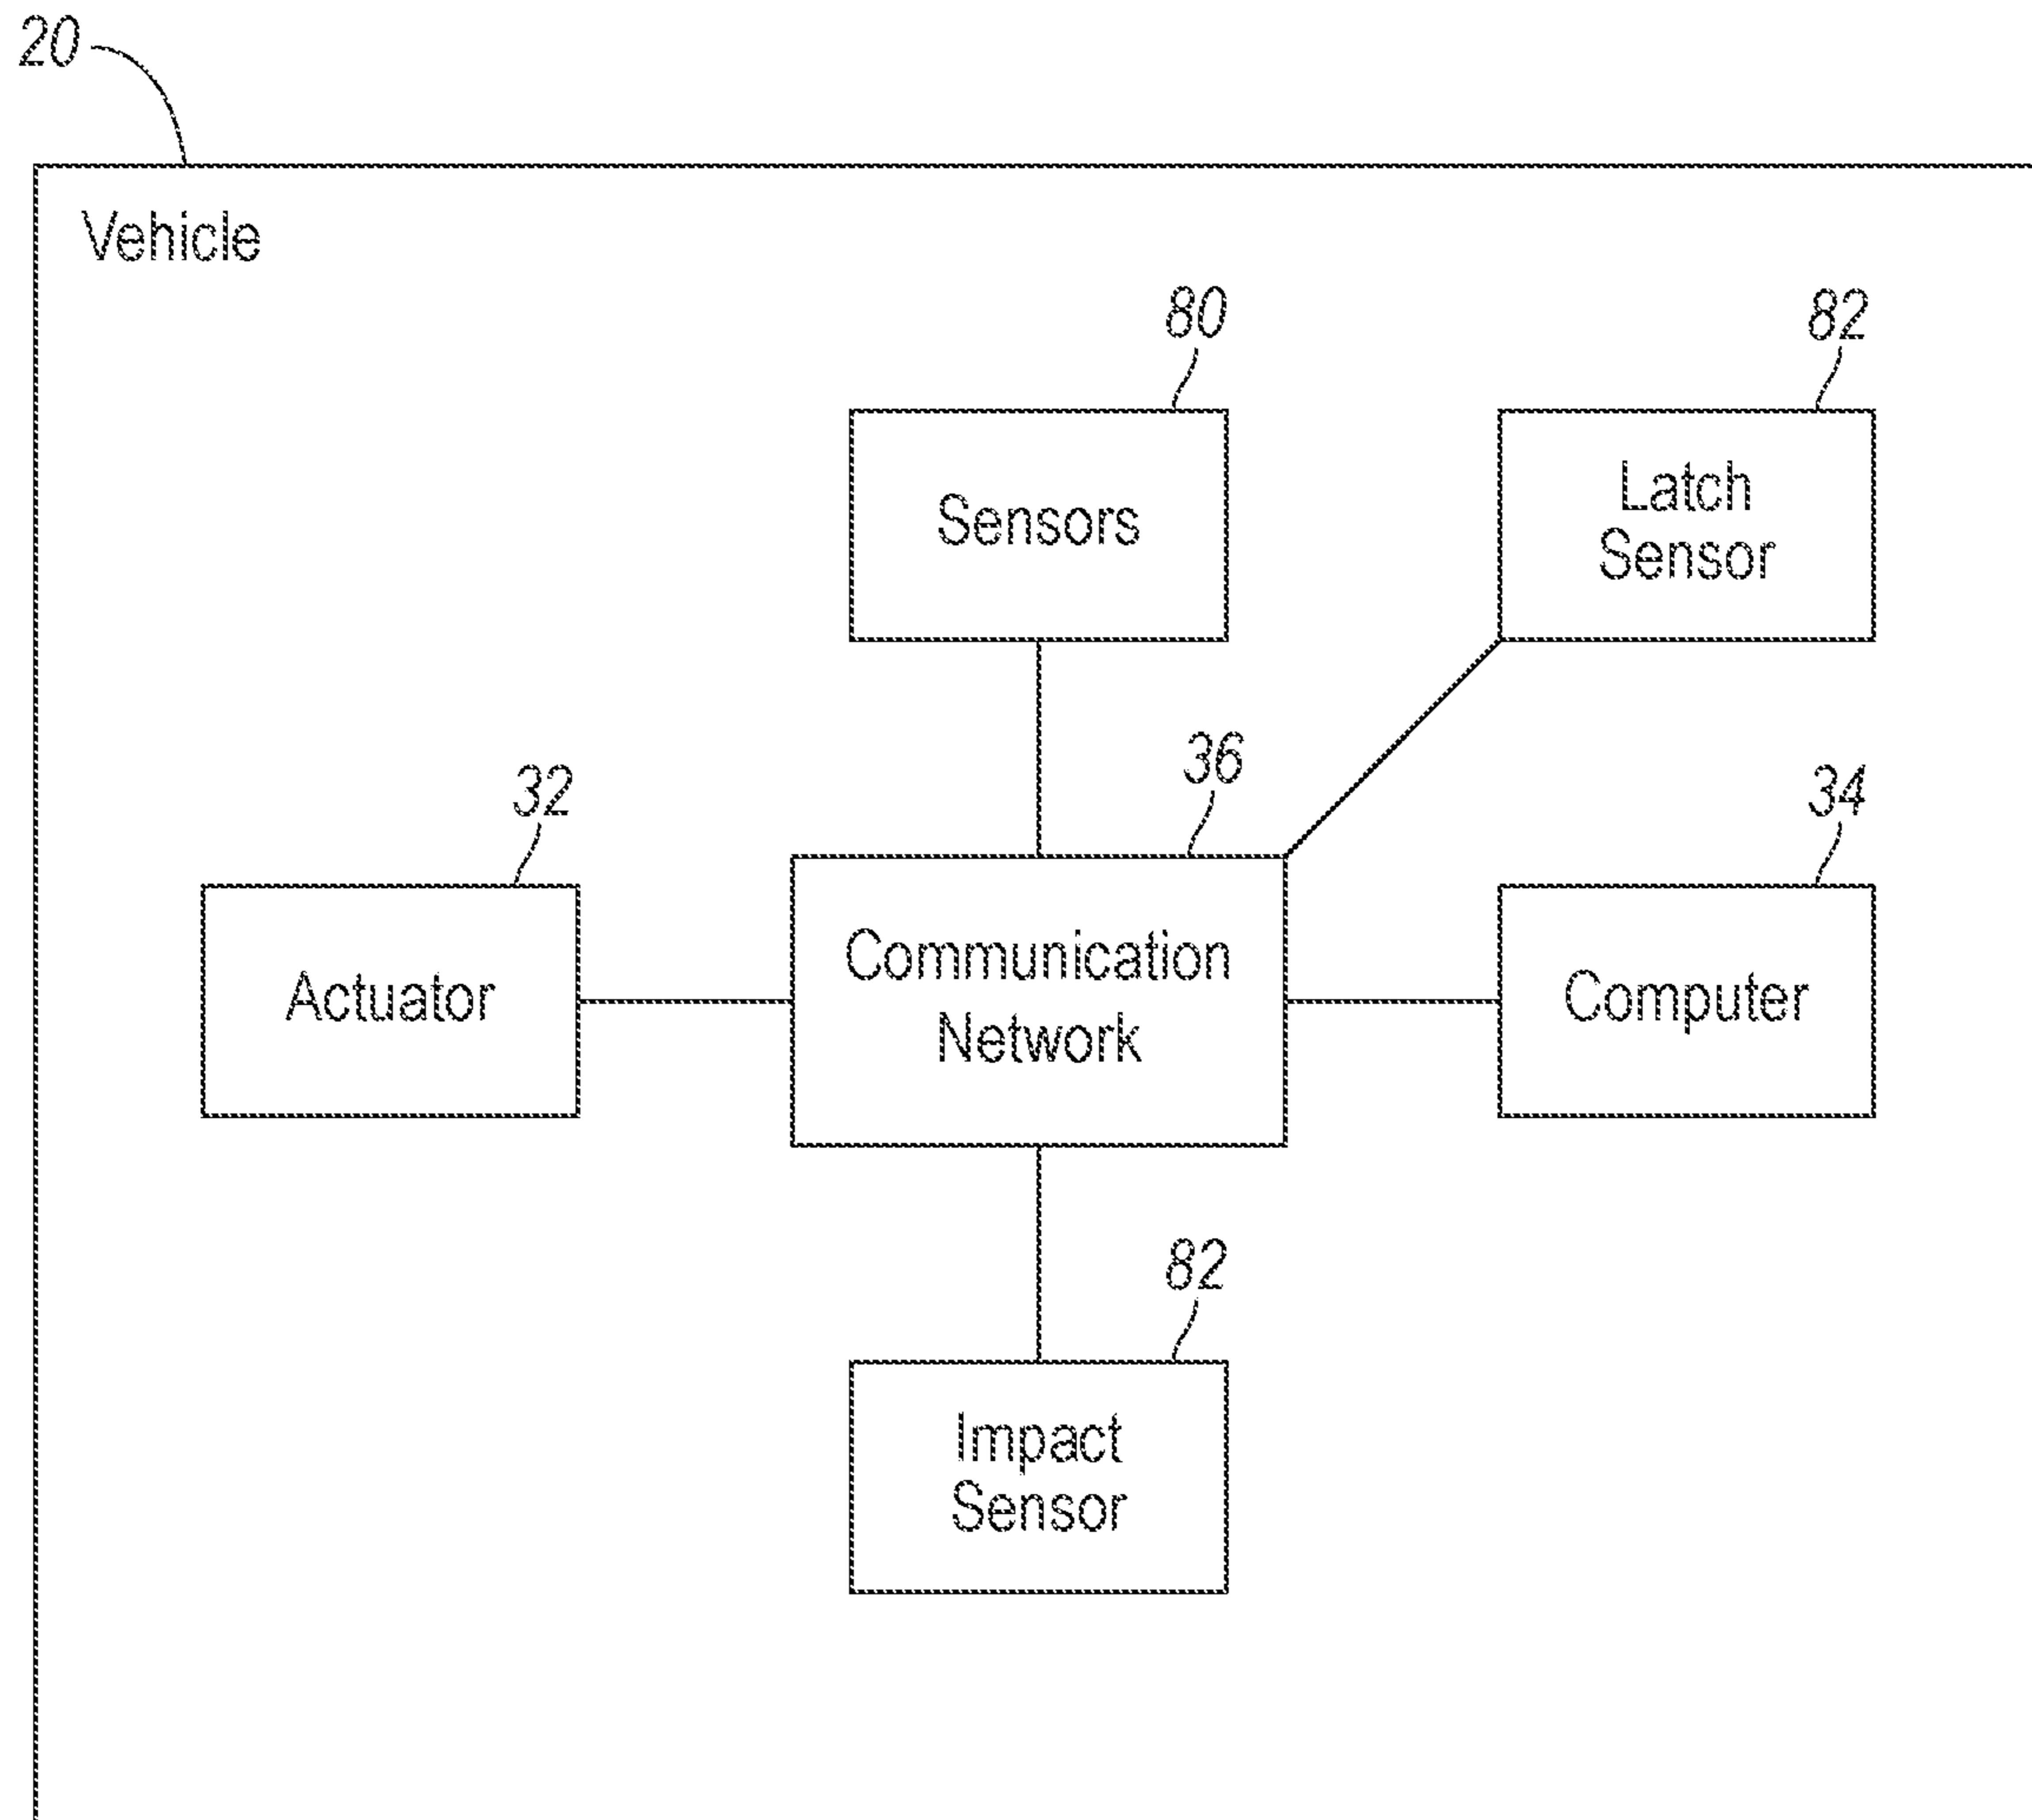 20
Vehicle
80
82
Sensors
Latch
Sensor
36
32
34
Communication
Network
Actuator
Computer
82
Impact
Sensor